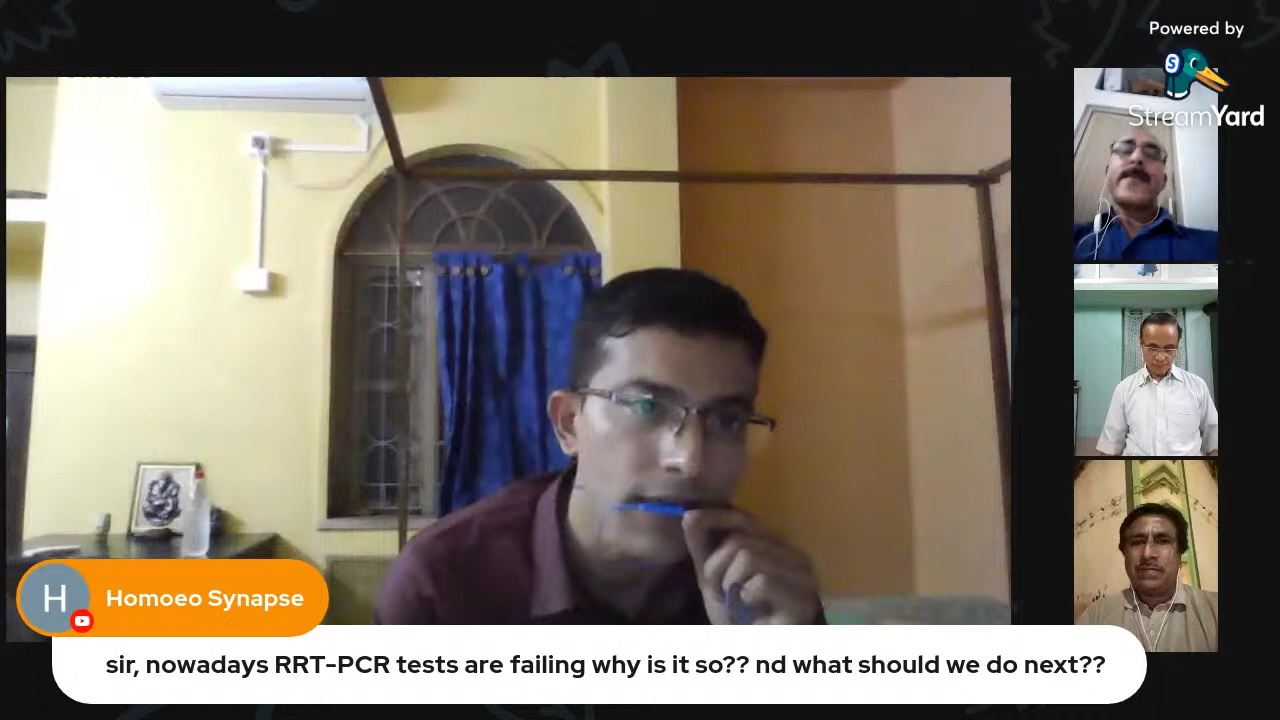 Powered by
S
StreamYard
H
Homoeo Synapse
sir, nowadays RRT-PCR tests are failing why is it so?? nd what should we do next??